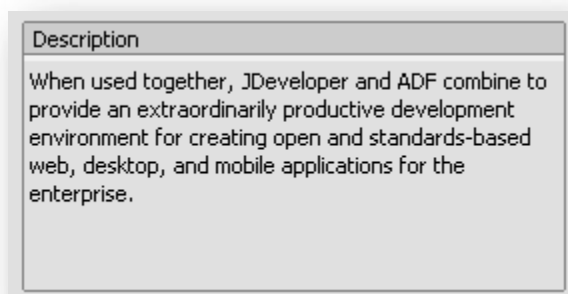 Description
When used together, JDeveloper and ADF combine to
provide an extraordinarily productive development
environment for creating open and standards-based
web, desktop, and mobile applications for the
enterprise.